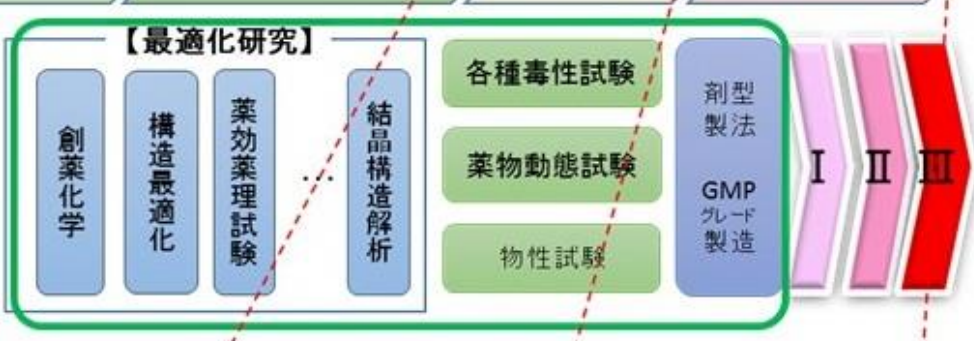 【最適化研究】
創薬化学
構造最適化
薬効薬理試験
…
結晶構造解析
各種毒性試験
薬物動態試験
物性試験
剤型
製法
GMP
グレード
製造
Ⅰ
Ⅱ
Ⅲ